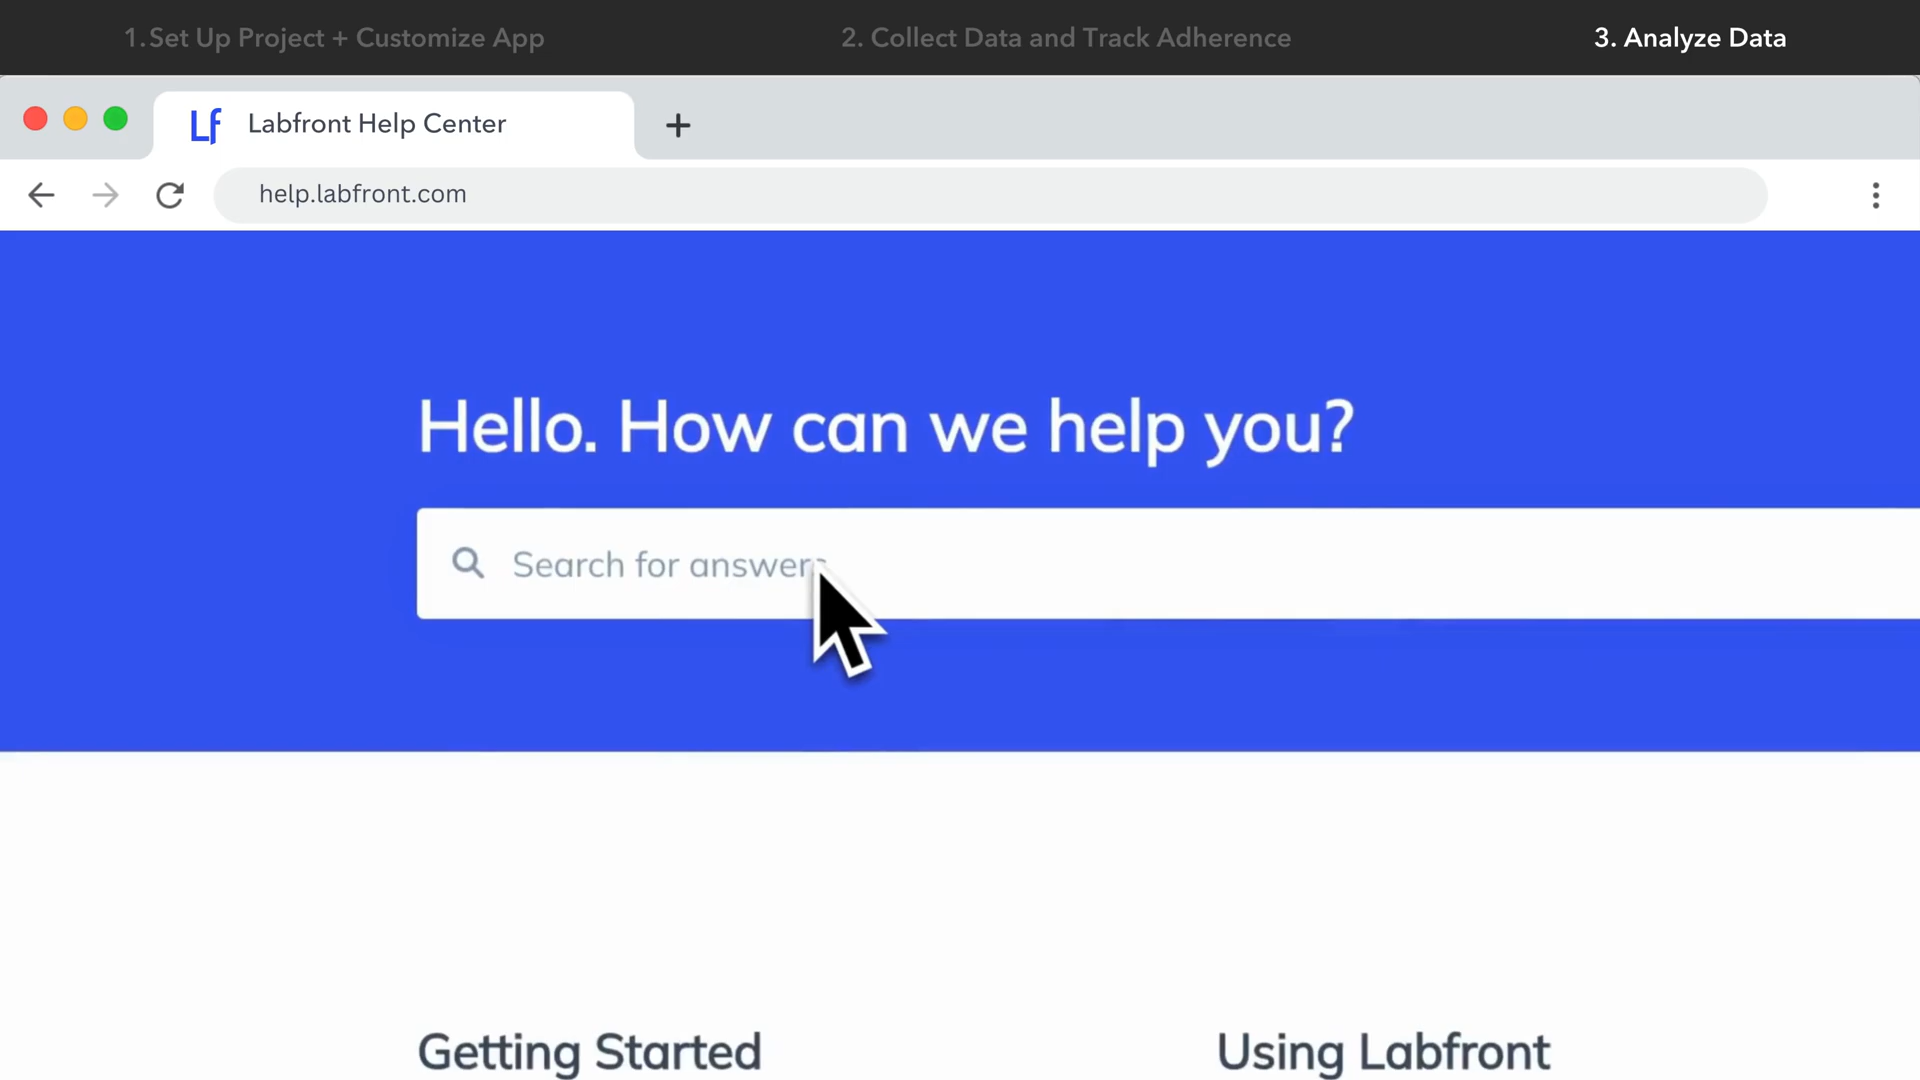 1. Set Up Project + Customize App
2. Collect Data and Track Adherence
3. Analyze Data
Lf
Labfront Help Center
help.labfront.com
Hello. How can we help you?
Search for answers
Getting Started
Using Labfront